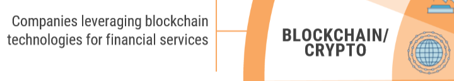 Companies leveraging blockchain
technologies for financial services
BLOCKCHAIN/
CRYPTO